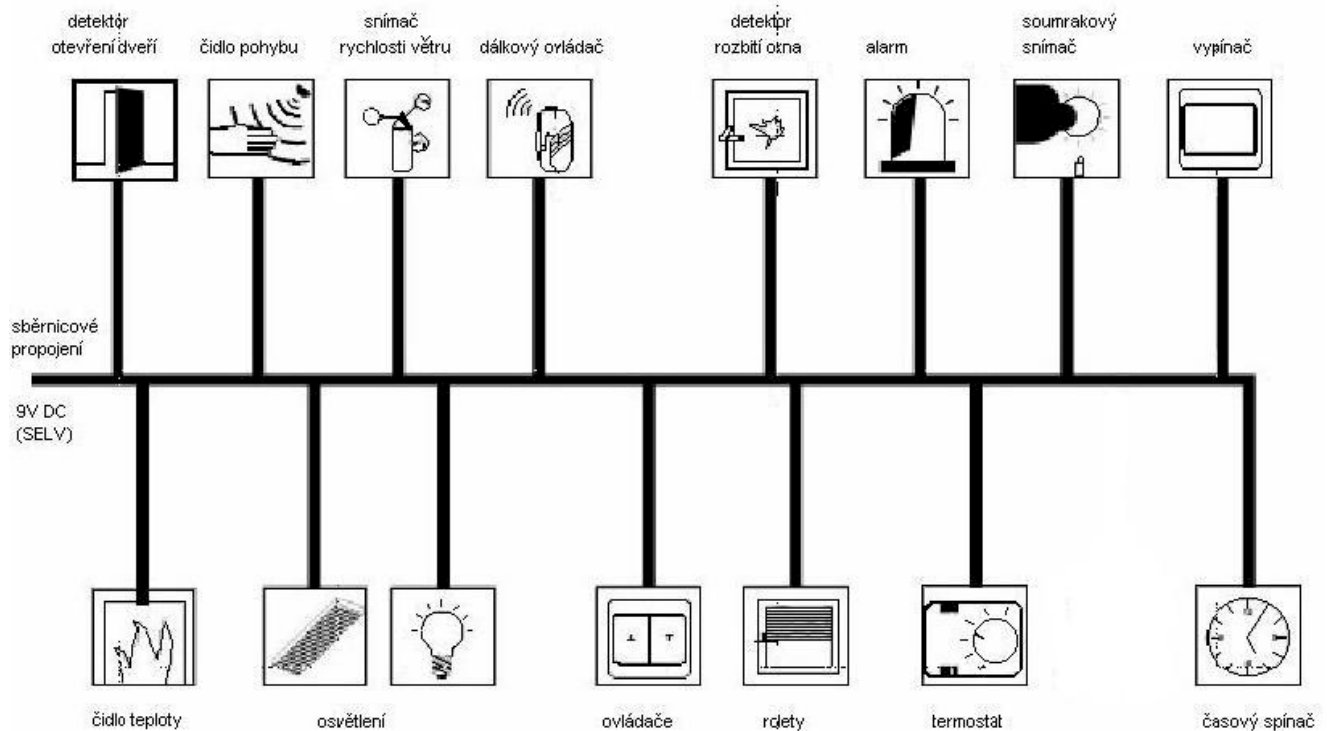 detektor
otevření dveří
čidlo pohybu
snímač
rychlosti větru
dálkový ovládač
detektor
rozbití okna
alarm
soumrakový
snímač
vypínač
sběrnicové
propojení
9V DC
(SELV)
čidlo teploty
osvětlení
ovládače
rolety
termostat
časový spínač